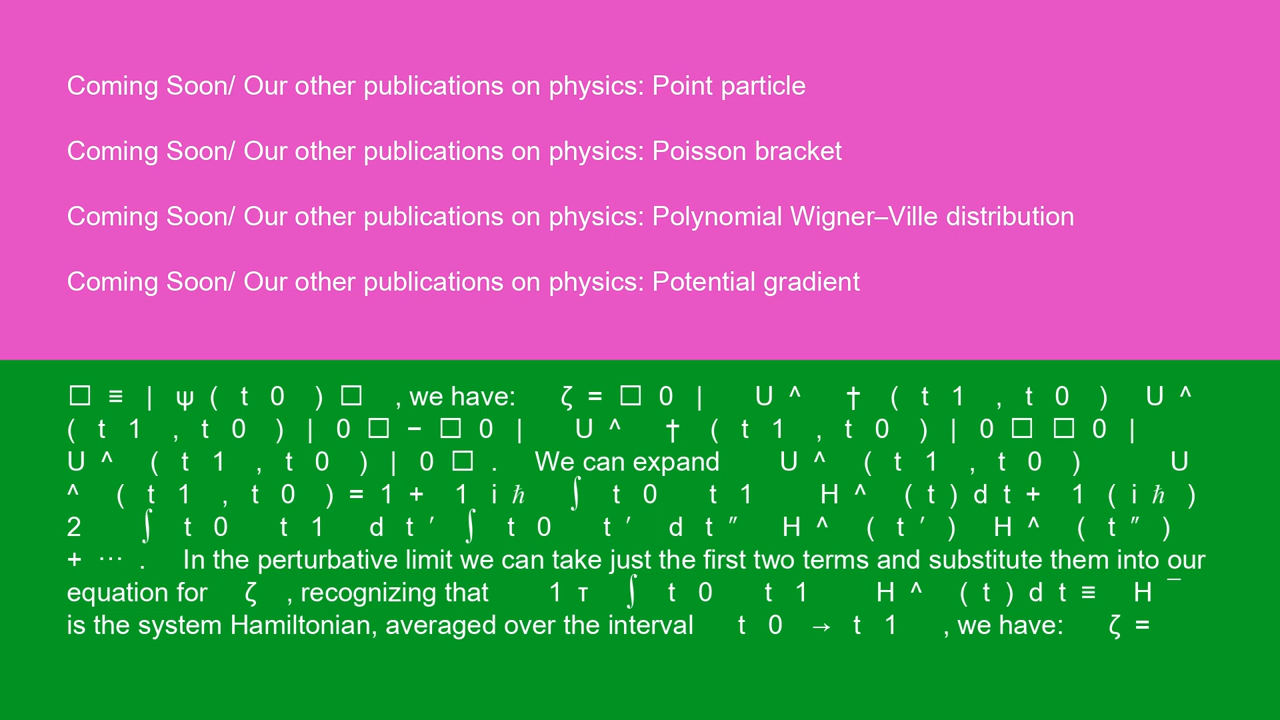 Coming Soon/ Our other publications on physics: Point particle
Coming Soon/ Our other publications on physics: Poisson bracket
Coming Soon/ Our other publications on physics: Polynomial Wigner–Ville distribution
Coming Soon/ Our other publications on physics: Potential gradient
□ ≡ | ψ ( t 0 ) □ , we have: ζ = □ 0 | U ^ † ( t 1 , t 0 ) U ^
( t 1 , t 0 ) | 0 □ − □ 0 | U ^ † ( t 1 , t 0 ) | 0 □ □ 0 |
U ^ ( t 1 , t 0 ) | 0 □ . We can expand U ^ ( t 1 , t 0 ) U
^ ( t 1 , t 0 ) = 1 + 1 i ℏ ∫ t 0 t 1 H ^ ( t ) d t + 1 ( i ℏ )
2 ∫ t 0 t 1 d t ′ ∫ t 0 t ′ d t ″ H ^ ( t ′ ) H ^ ( t ″ )
+ ⋯ . In the perturbative limit we can take just the first two terms and substitute them into our
equation for ζ , recognizing that 1 τ ∫ t 0 t 1 H ^ ( t ) d t ≡ H ¯
is the system Hamiltonian, averaged over the interval t 0 → t 1 , we have: ζ =